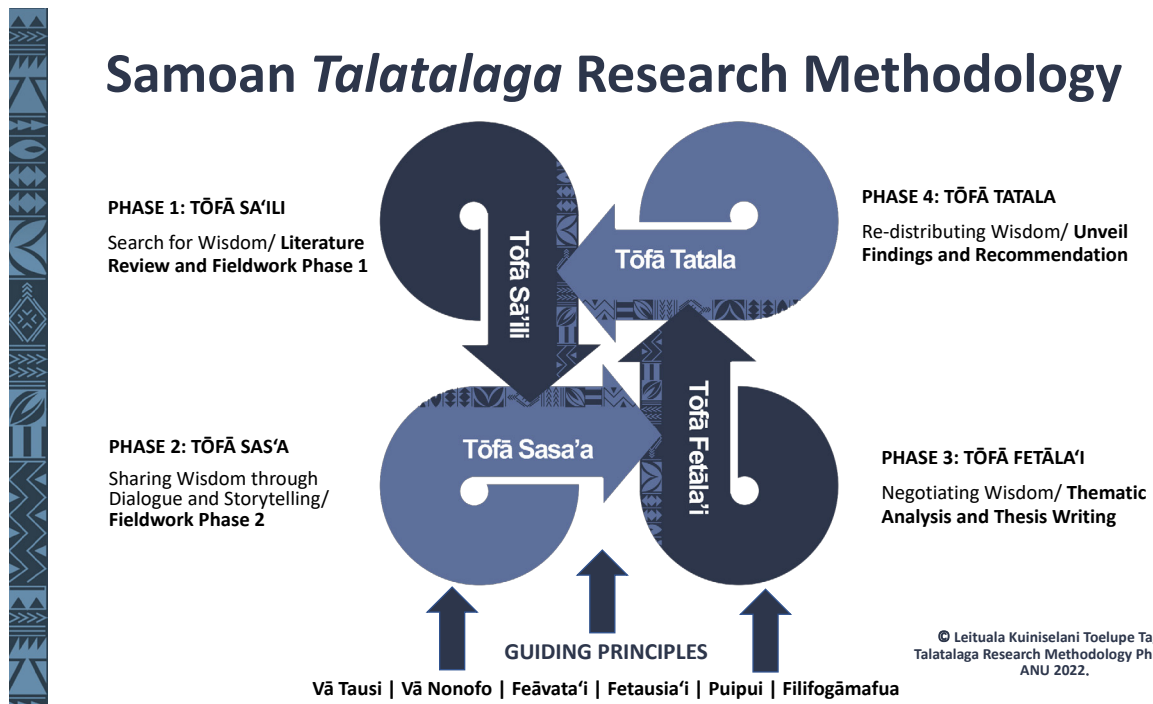 Samoan Talatalaga Research Methodology
PHASE 1: TŌFĀ SA‘ILI
Search for Wisdom/ Literature
Review and Fieldwork Phase 1
Tōfā Sā’ili
Tōfā Tatala
PHASE 4: TŌFĀ TATALA
Re-distributing Wisdom/ Unveil
Findings and Recommendation
PHASE 2: TŌFĀ SAS‘A
Sharing Wisdom through
Dialogue and Storytelling/
Fieldwork Phase 2
Tōfā Sasa’a
Tōfā Fetāla’i
PHASE 3: TŌFĀ FETĀLA‘I
Negotiating Wisdom/ Thematic
Analysis and Thesis Writing
GUIDING PRINCIPLES
Vā Tausi | Vā Nonofo | Feāvata‘i | Fetausia‘i | Puipui | Filifogāmafua
© Leituala Kuiniselani Toelupe Ta
Talatalaga Research Methodology Ph
ANU 2022.